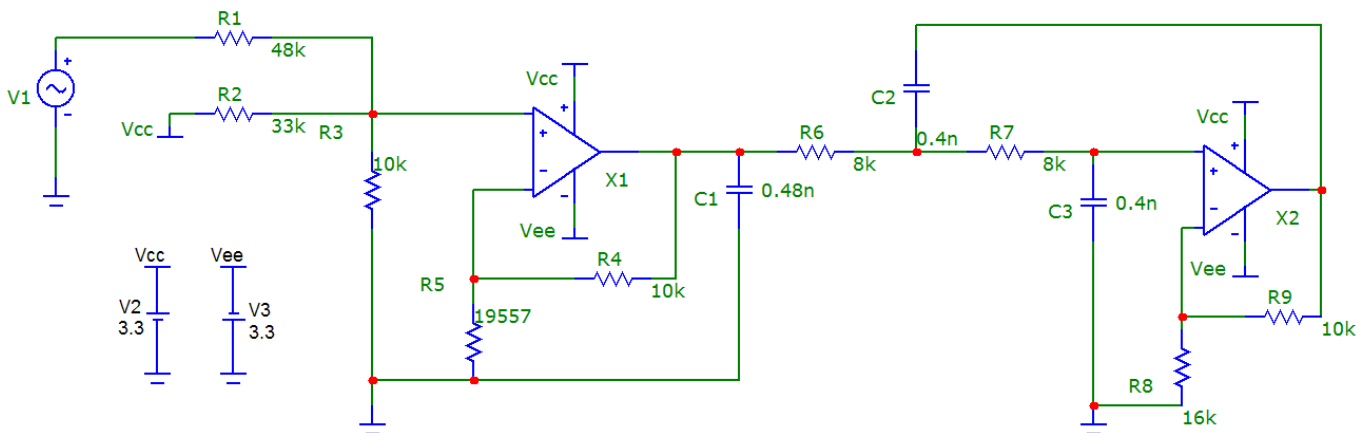 R1
48k
V1
R2
Vcc
33k
R3
10k
Vcc
X1
Vee
R4
10k
R5
19557
C1
0.48n
R6
8k
C2
0.4n
R7
8k
C3
0.4n
Vcc
X2
Vee
R9
10k
R8
16k
Vcc
V2
3.3
Vee
V3
3.3